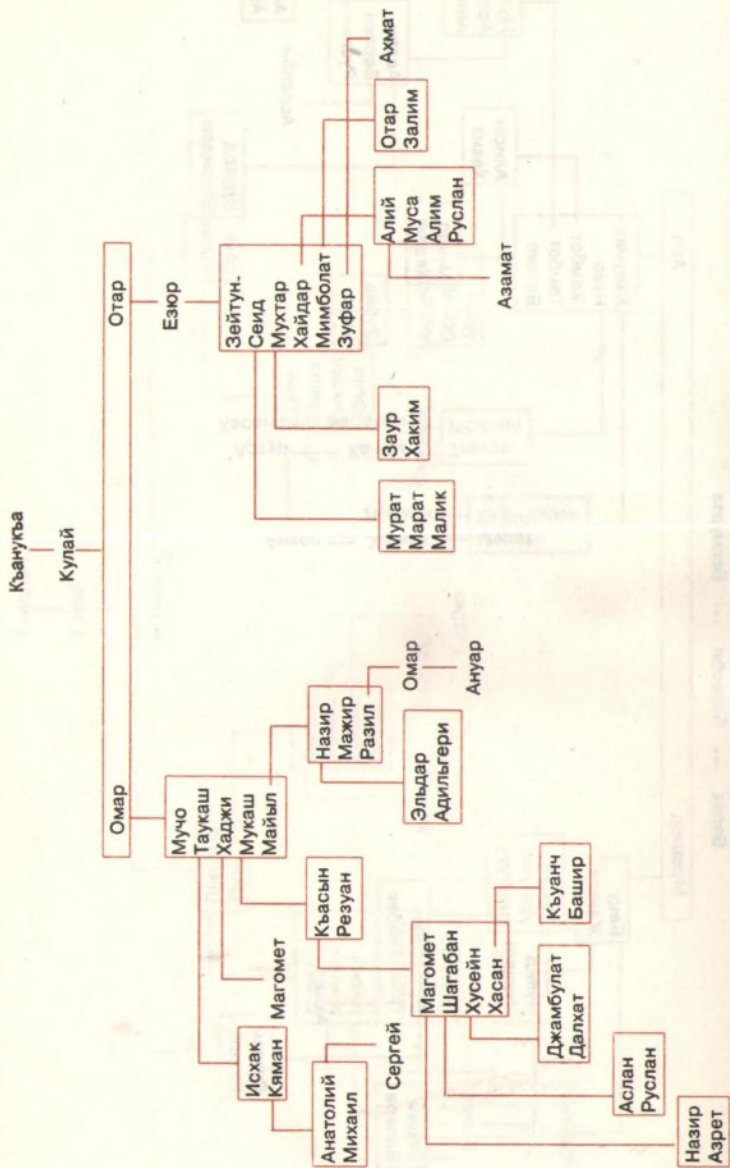 Къанукъа
Кулай
Омар
Отар
Мучо
Таукаш
Хаджи
Мукаш
Майыл
Езюр
Зейтун.
Сеид
Мухтар
Хайдар
Мимболат
Зуфар
Исхак
Кяман
Магомет
Къасын
Резуан
Назир
Мажир
Разил
Анатолий
Михаил
Сергей
Магомет
Шагабан
Хусейн
Хасан
Эльдар
Адильгери
Омар
Ануар
Назир
Азрет
Аслан
Руслан
Джамбулат
Далхат
Къуанч
Башир
Мурат
Марат
Малик
Заур
Хаким
Алий
Муса
Алим
Руслан
Азамат
Отар
Залим
Ахмат